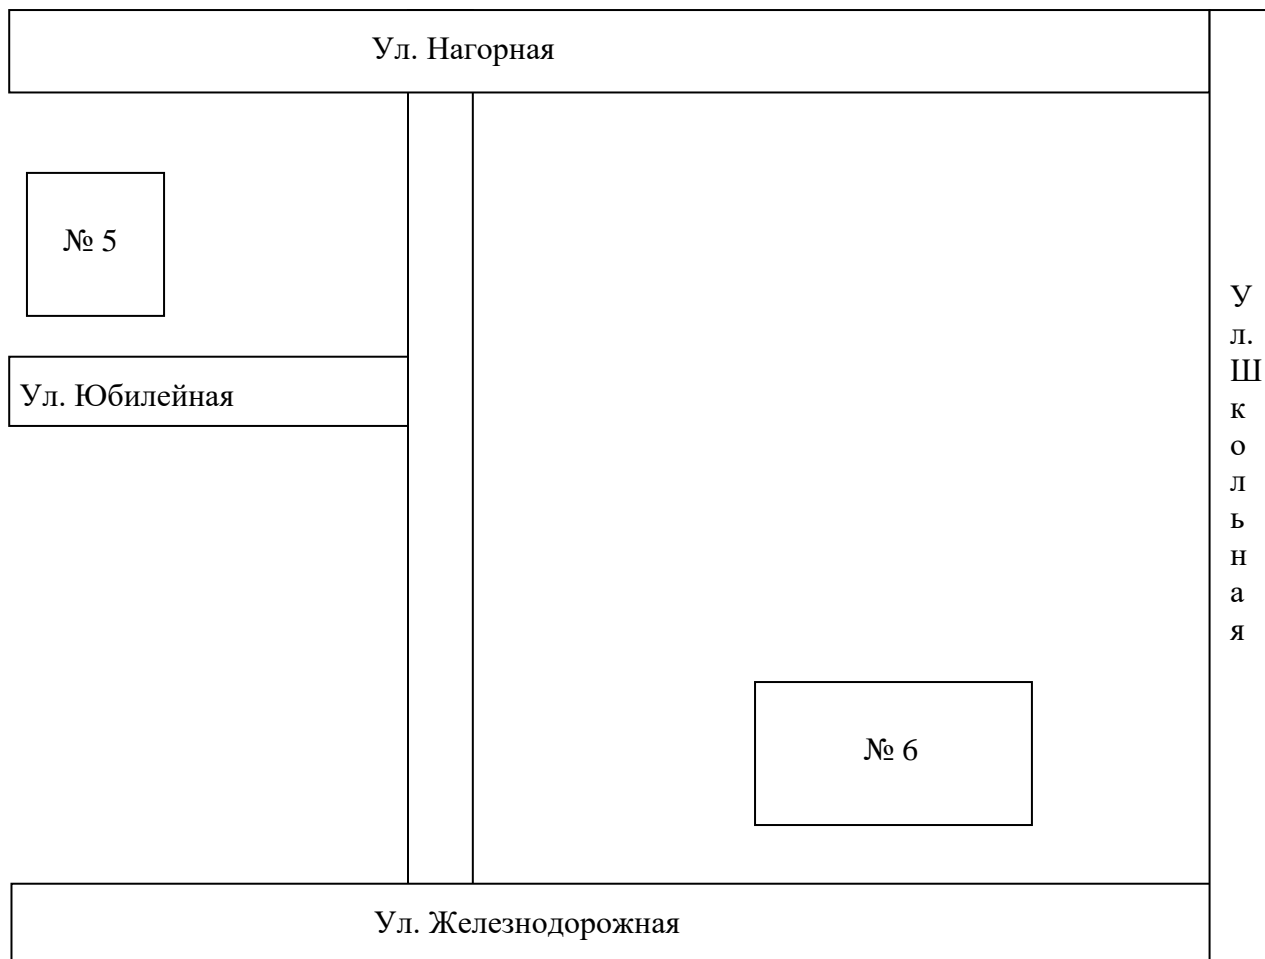 Ул. Нагорная
№ 5
Ул. Юбилейная
У
л.
Ш
к
о
л
ь
н
а
я
№ 6
Ул. Железнодорожная